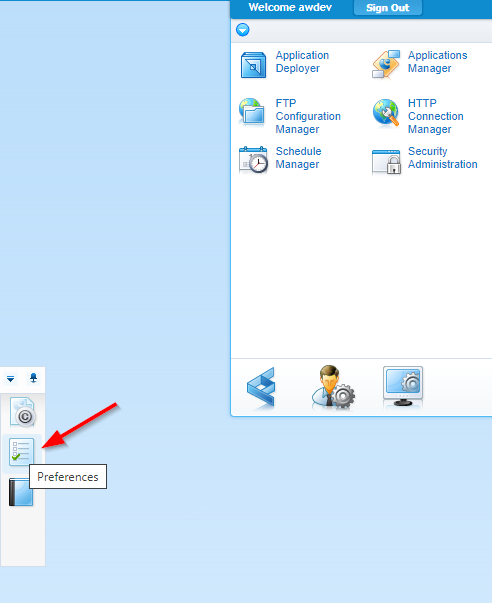 Welcome awdev
Sign Out
Application
Deployer
Applications
Manager
FTP
Configuration
Manager
HTTP
Connection
Manager
Schedule
Manager
Security
Administration
©
Preferences